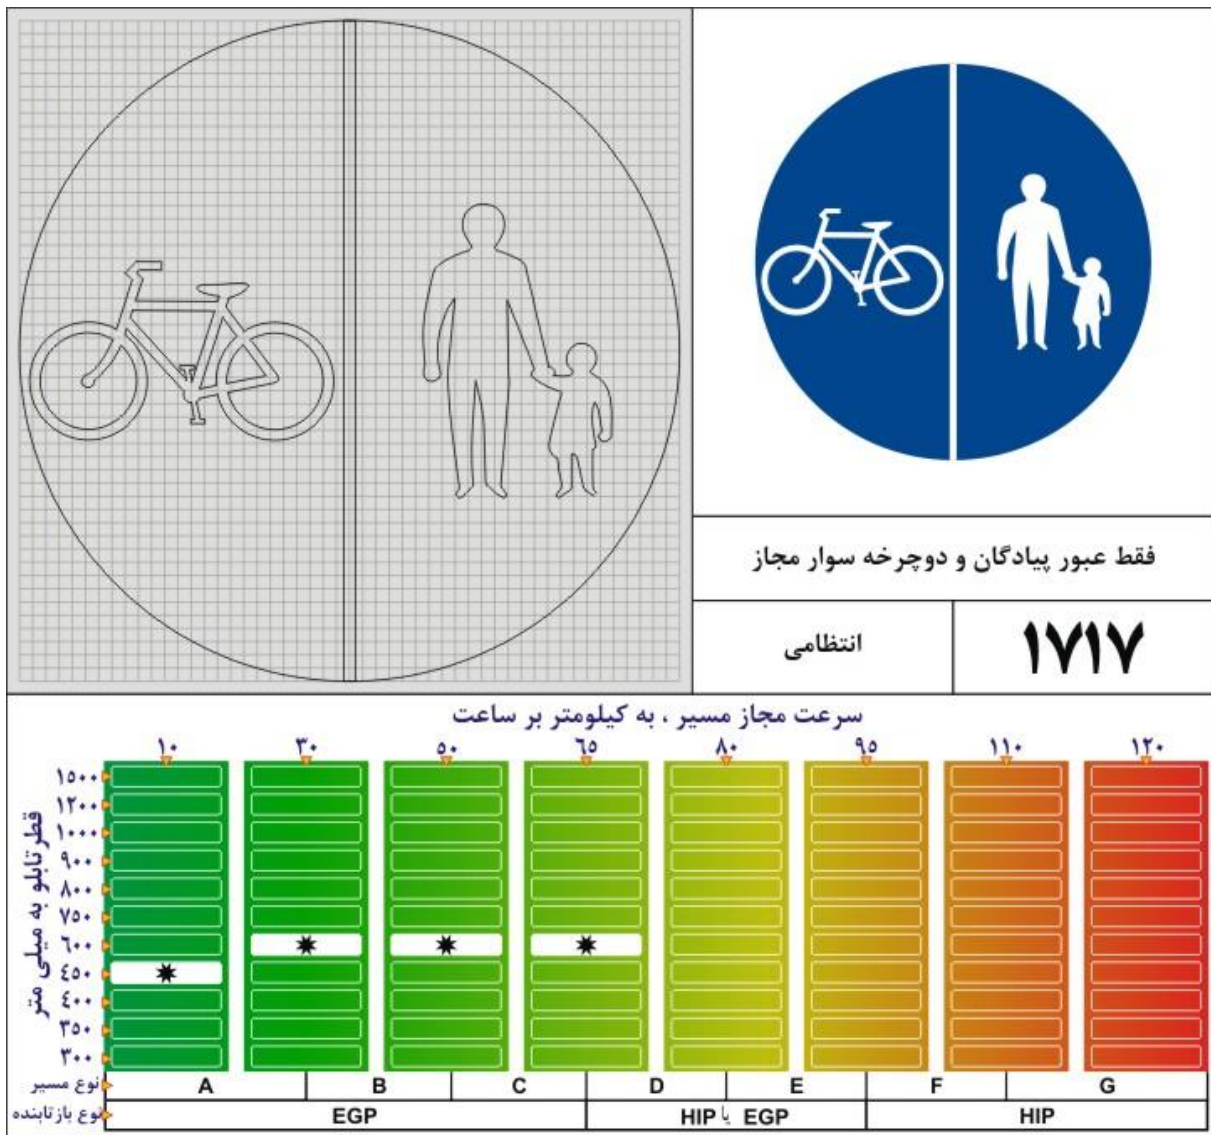 فقط عبور پیادگان و دوچرخه سوار مجاز
۱۷۱۷
انتظامی
سرعت مجاز مسیر ، به کیلومتر بر ساعت
۱۰ ۳۰ ۵۰ ۶۵ ۸۰ ۹۵ ۱۱۰ ۱۲۰
قطر تابلو به میلی متر
۱۵۰۰
۱۲۰۰
۱۰۰۰
۹۰۰
۸۰۰
۷۵۰
۶۰۰
۴۵۰
۴۰۰
۳۵۰
۳۰۰
نوع مسیر A B C D E F G
نوع بازتابنده EGP HIP یا EGP HIP